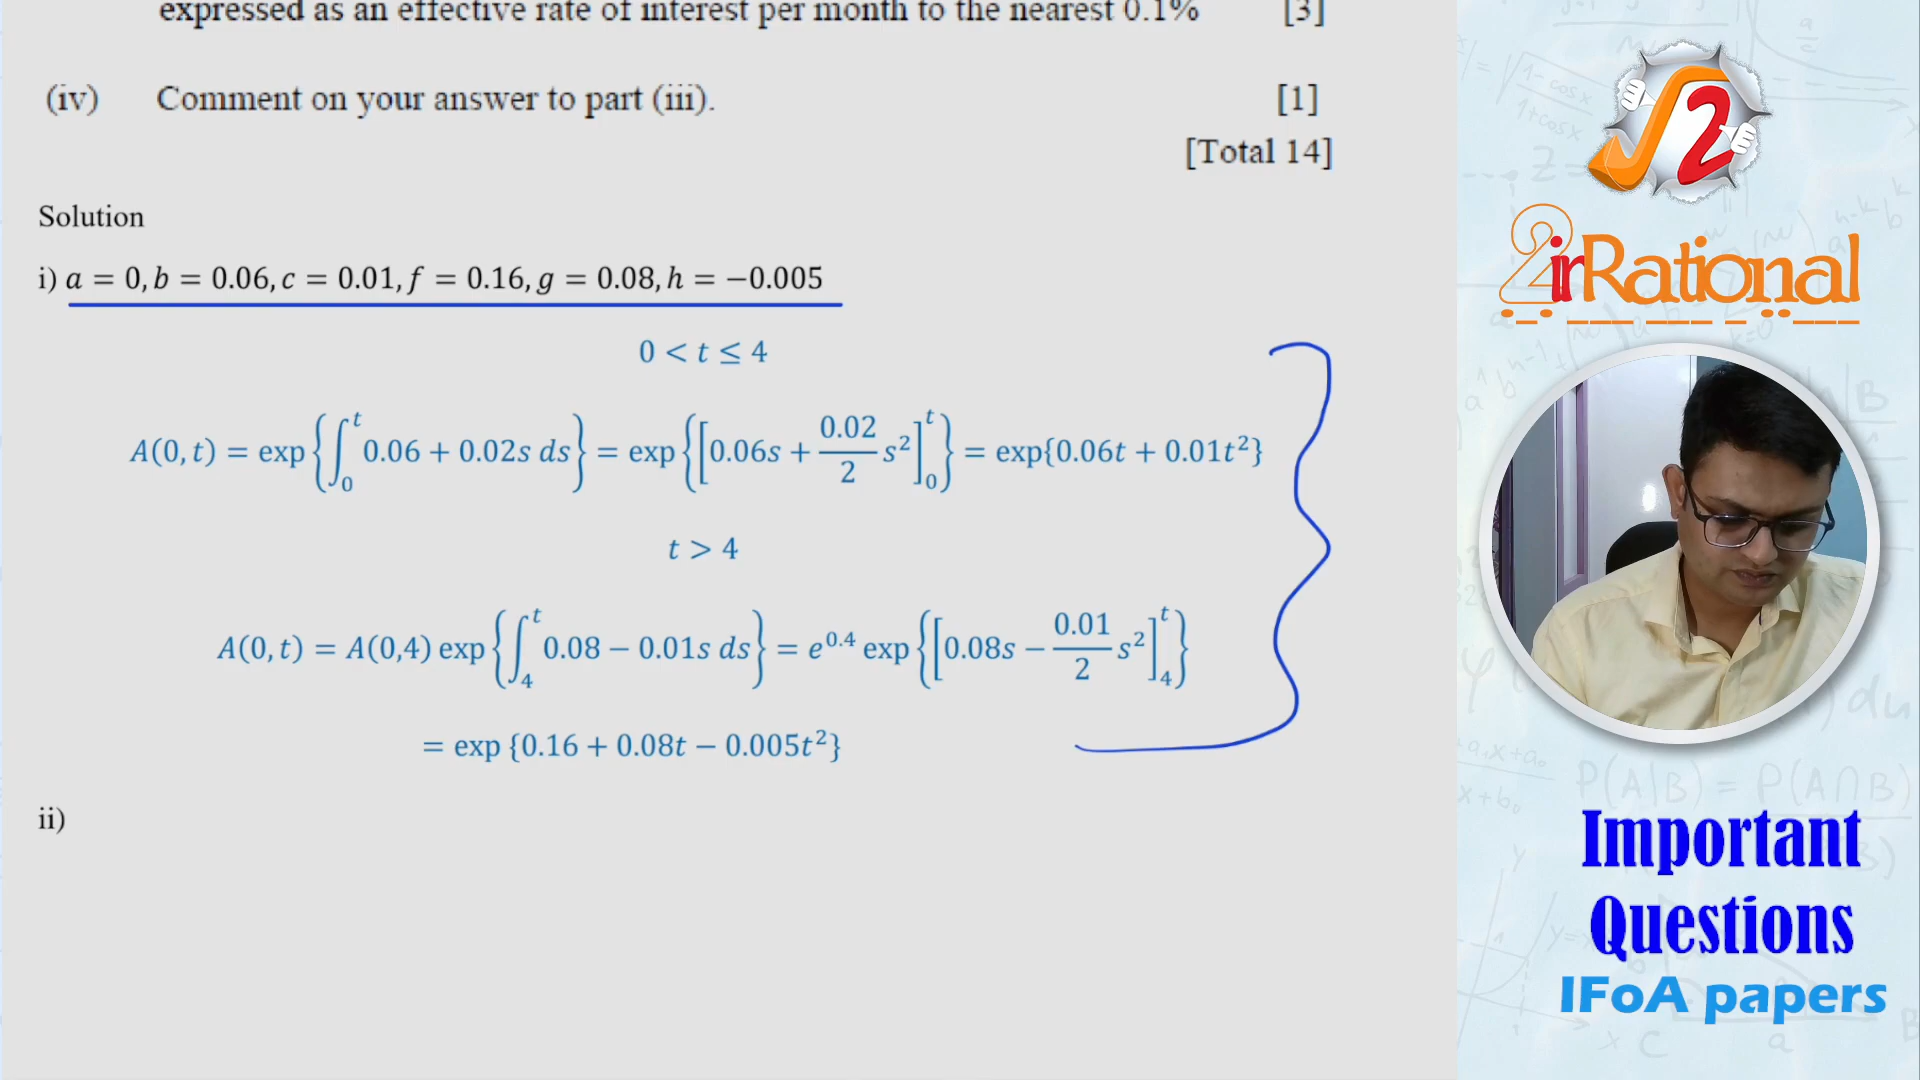 expressed as an effective rate of interest per month to the nearest 0.1% [3]
(iv) Comment on your answer to part (iii). [1]
[Total 14]
Solution
i) a = 0, b = 0.06, c = 0.01, f = 0.16, g = 0.08, h = −0.005
0 < t ≤ 4
A(0, t) = exp{∫₀ᵗ 0.06 + 0.02s ds} = exp{[0.06s + 0.02/2 s²]₀ᵗ} = exp{0.06t + 0.01t²}
t > 4
A(0, t) = A(0,4) exp{∫₄ᵗ 0.08 − 0.01s ds} = e^0.4 exp{[0.08s − 0.01/2 s²]₄ᵗ}
= exp {0.16 + 0.08t − 0.005t²}
ii)
√2
2irRational
Important
Questions
IFoA papers